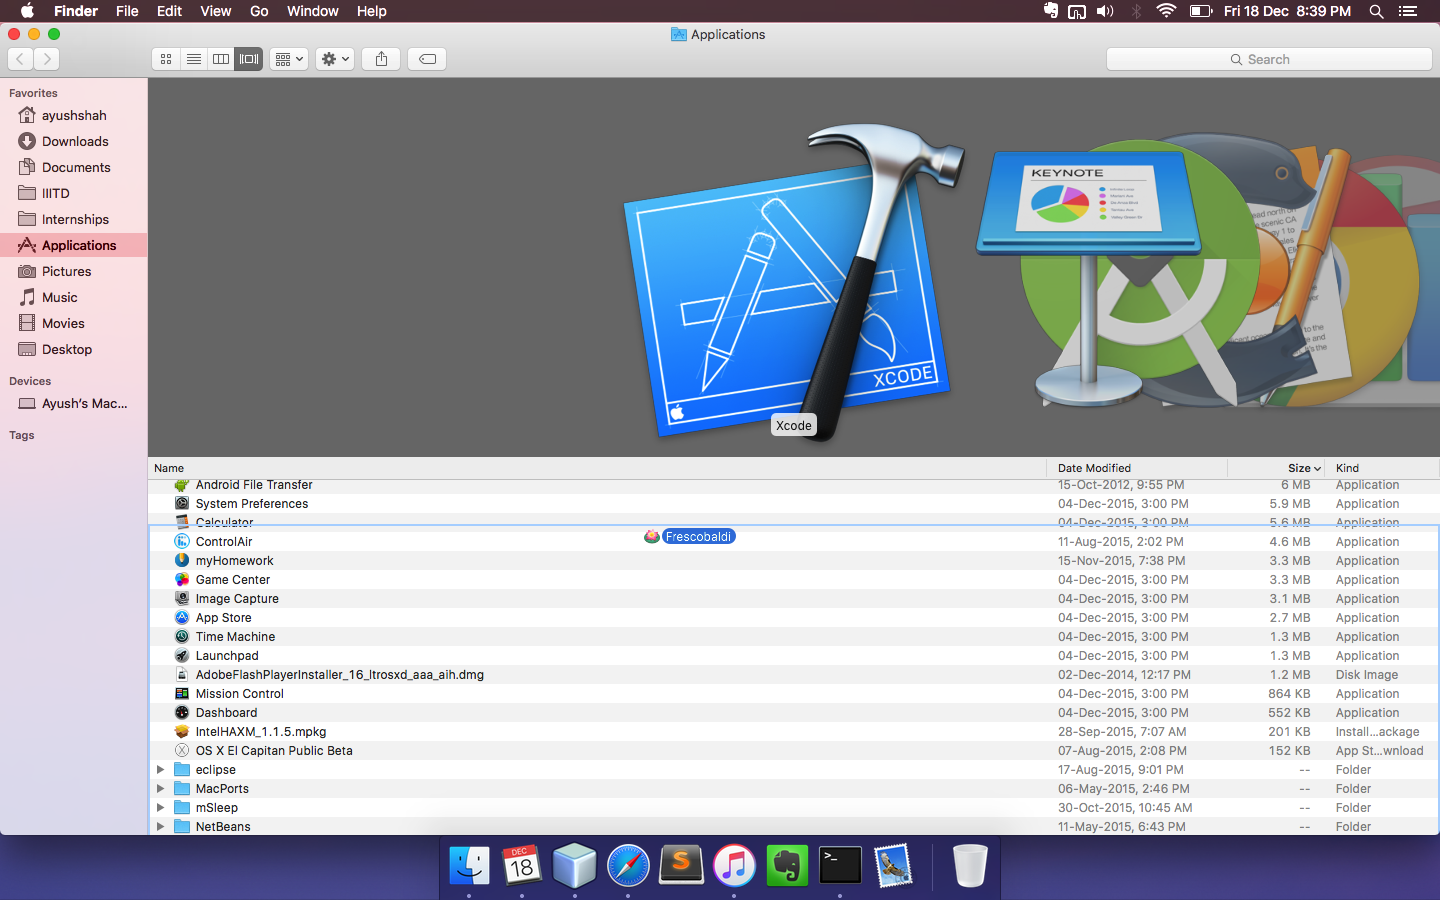 Finder File Edit View Go Window Help Fri 18 Dec 8:39 PM
Applications
Search
Favorites
ayushshah
Downloads
Documents
IIITD
Internships
Applications
Pictures
Music
Movies
Desktop
Devices
Ayush's Mac...
Tags
KEYNOTE
XCODE
Xcode
Name Date Modified Size Kind
Android File Transfer 15-Oct-2012, 9:55 PM 6 MB Application
System Preferences 04-Dec-2015, 3:00 PM 5.9 MB Application
Calculator 04-Dec-2015, 3:00 PM 5.6 MB Application
Frescobaldi
ControlAir 11-Aug-2015, 2:02 PM 4.6 MB Application
myHomework 15-Nov-2015, 7:38 PM 3.3 MB Application
Game Center 04-Dec-2015, 3:00 PM 3.3 MB Application
Image Capture 04-Dec-2015, 3:00 PM 3.1 MB Application
App Store 04-Dec-2015, 3:00 PM 2.7 MB Application
Time Machine 04-Dec-2015, 3:00 PM 1.3 MB Application
Launchpad 04-Dec-2015, 3:00 PM 1.3 MB Application
AdobeFlashPlayerInstaller_16_ltrosxd_aaa_aih.dmg 02-Dec-2014, 12:17 PM 1.2 MB Disk Image
Mission Control 04-Dec-2015, 3:00 PM 864 KB Application
Dashboard 04-Dec-2015, 3:00 PM 552 KB Application
IntelHAXM_1.1.5.mpkg 28-Sep-2015, 7:07 AM 201 KB Install...ackage
OS X El Capitan Public Beta 07-Aug-2015, 2:08 PM 152 KB App St...wnload
eclipse 17-Aug-2015, 9:01 PM -- Folder
MacPorts 06-May-2015, 2:46 PM -- Folder
mSleep 30-Oct-2015, 10:45 AM -- Folder
NetBeans 11-May-2015, 6:43 PM -- Folder
DEC
18
S
>_